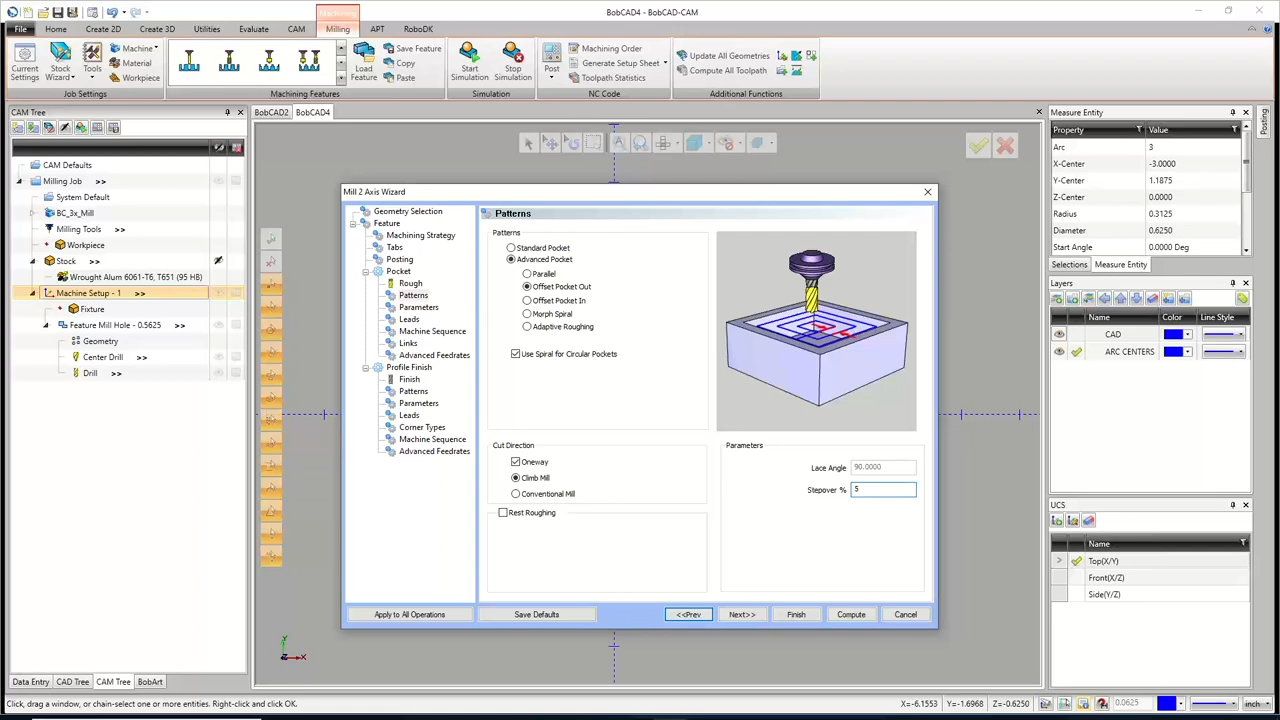 BobCAD4 - BobCAD-CAM
Machining
File
Home
Create 2D
Create 3D
Utilities
Evaluate
CAM
Milling
APT
RoboDK
Current Settings
Stock Wizard
Tools
Machine
Material
Workpiece
Load Feature
Save Feature
Copy
Paste
Start Simulation
Stop Simulation
Post
Machining Order
Generate Setup Sheet
Toolpath Statistics
Update All Geometries
Compute All Toolpath
Job Settings
Machining Features
Simulation
NC Code
Additional Functions
CAM Tree
CAM Defaults
Milling Job >>
System Default
BC_3x_Mill
Milling Tools >>
Workpiece
Stock >>
Wrought Alum 6061-T6, T651 (95 HB)
Machine Setup - 1 >>
Fixture
Feature Mill Hole - 0.5625 >>
Geometry
Center Drill >>
Drill >>
Data Entry
CAD Tree
CAM Tree
BobArt
BobCAD2
BobCAD4
Mill 2 Axis Wizard
Geometry Selection
Feature
Machining Strategy
Tabs
Posting
Pocket
Rough
Patterns
Parameters
Leads
Machine Sequence
Links
Advanced Feedrates
Profile Finish
Finish
Patterns
Parameters
Leads
Corner Types
Machine Sequence
Advanced Feedrates
Patterns
Patterns
Standard Pocket
Advanced Pocket
Parallel
Offset Pocket Out
Offset Pocket In
Morph Spiral
Adaptive Roughing
Use Spiral for Circular Pockets
Cut Direction
Oneway
Climb Mill
Conventional Mill
Rest Roughing
Parameters
Lace Angle 90.0000
Stepover % 5
Apply to All Operations
Save Defaults
<<Prev
Next>>
Finish
Compute
Cancel
Measure Entity
Property Value
Arc 3
X-Center -3.0000
Y-Center 1.1875
Z-Center 0.0000
Radius 0.3125
Diameter 0.6250
Start Angle 0.0000 Deg
Selections
Measure Entity
Posting
Layers
Name Color Line Style
CAD
ARC CENTERS
UCS
Name
Top(X/Y)
Front(X/Z)
Side(Y/Z)
Y
Z
X
Click, drag a window, or chain-select one or more entities. Right-click and click OK.
X=-6.1553
Y=-1.6968
Z=-0.6250
0.0625
inch